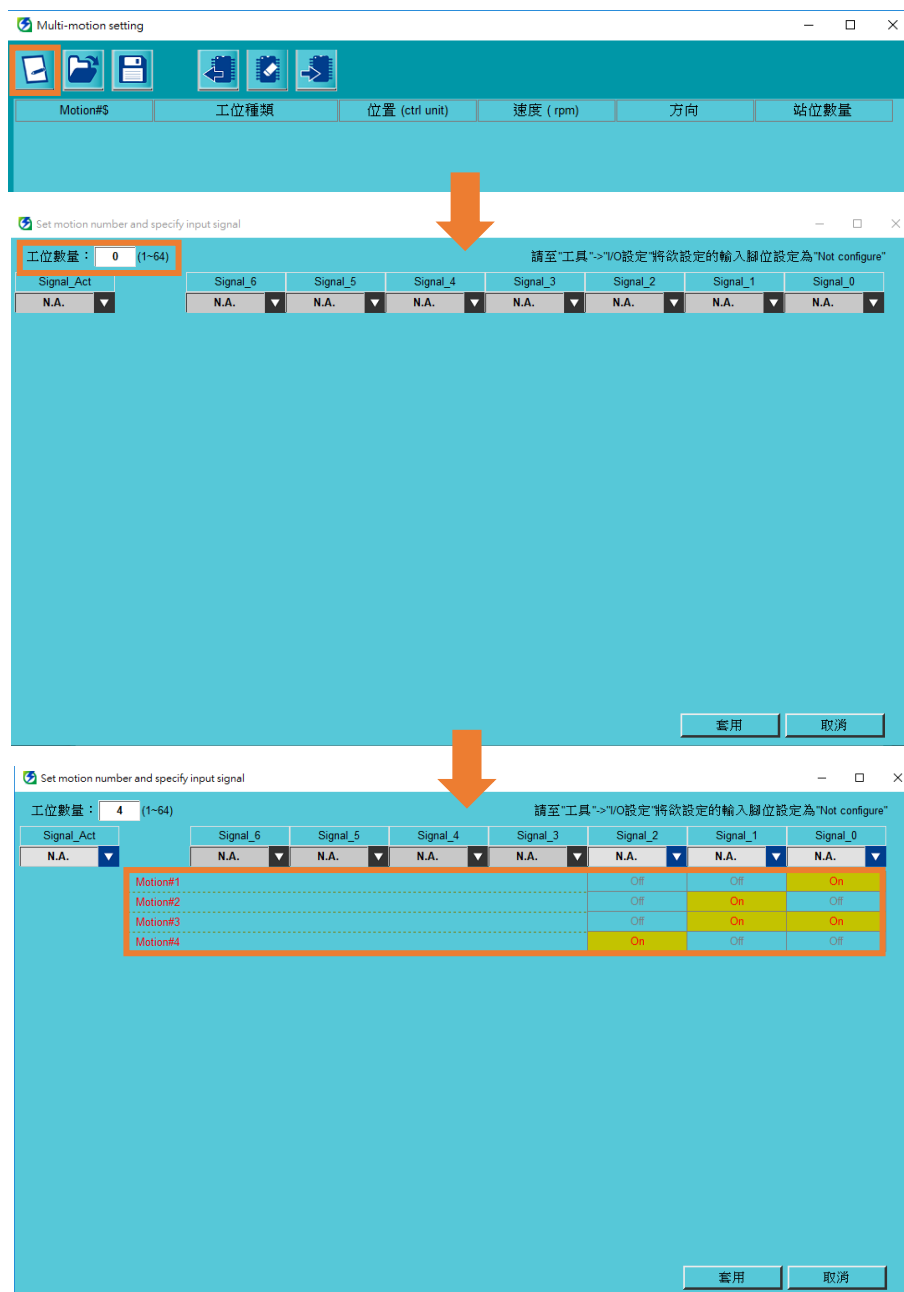 Multi-motion setting
Motion#$ 工位種類 位置 (ctrl unit) 速度 ( rpm) 方向 站位數量
Set motion number and specify input signal
工位數量： 0 (1~64) 請至"工具"->"I/O設定"將欲設定的輸入腳位設定為"Not configure"
Signal_Act Signal_6 Signal_5 Signal_4 Signal_3 Signal_2 Signal_1 Signal_0
N.A. N.A. N.A. N.A. N.A. N.A. N.A. N.A.
套用 取消
Set motion number and specify input signal
工位數量： 4 (1~64) 請至"工具"->"I/O設定"將欲設定的輸入腳位設定為"Not configure"
Signal_Act Signal_6 Signal_5 Signal_4 Signal_3 Signal_2 Signal_1 Signal_0
N.A. N.A. N.A. N.A. N.A. N.A. N.A. N.A.
Motion#1 Off Off On
Motion#2 Off On Off
Motion#3 Off On On
Motion#4 On Off Off
套用 取消